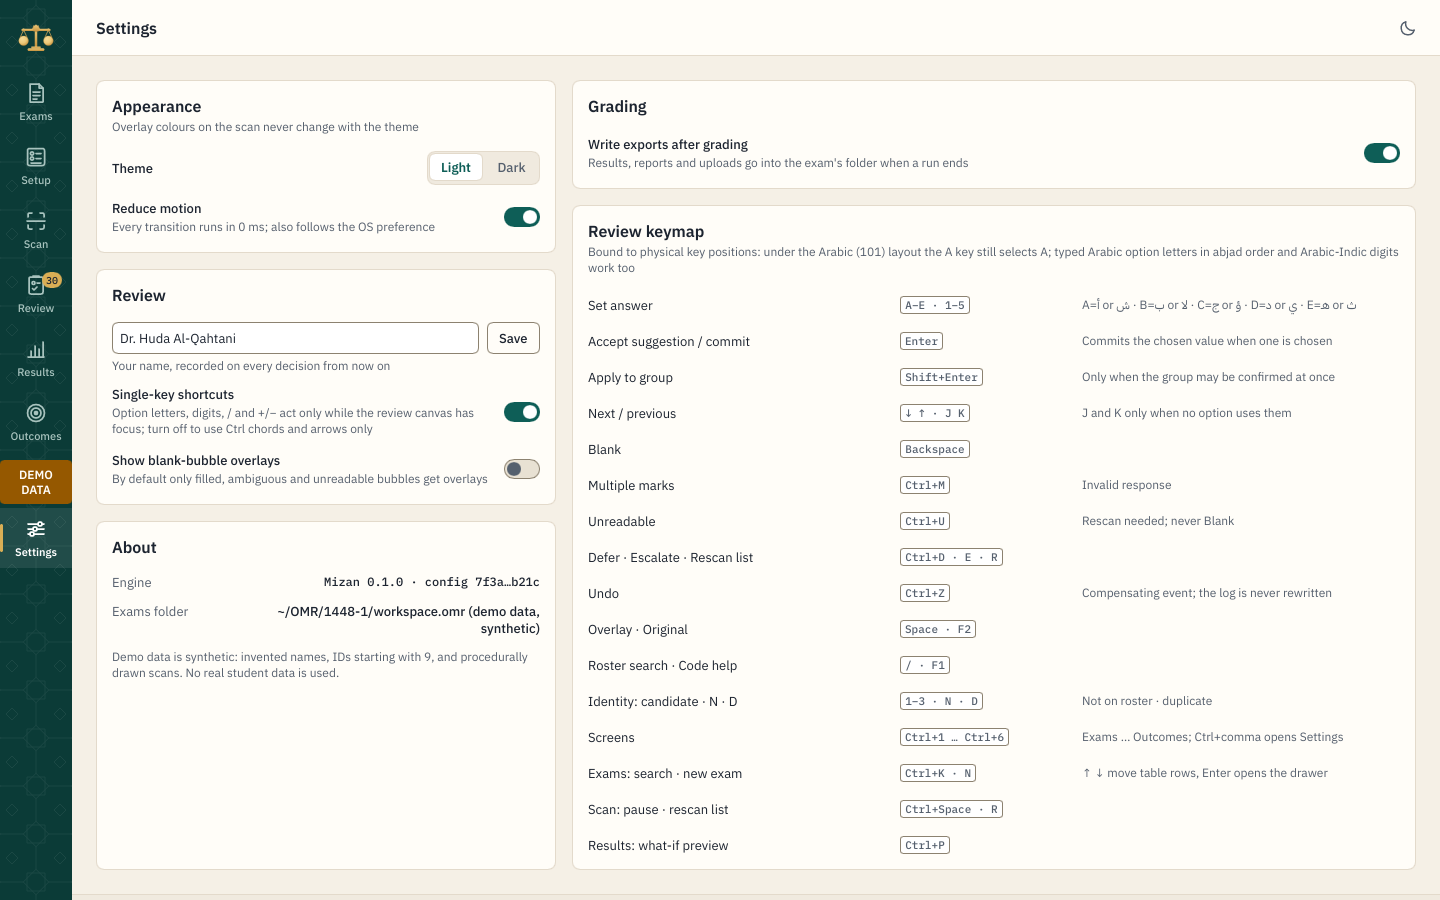 Settings
Exams
Setup
Scan
30
Review
Results
Outcomes
DEMO
DATA
Settings
Appearance
Overlay colours on the scan never change with the theme
Theme
Light
Dark
Reduce motion
Every transition runs in 0 ms; also follows the OS preference
Review
Dr. Huda Al-Qahtani
Save
Your name, recorded on every decision from now on
Single-key shortcuts
Option letters, digits, / and +/− act only while the review canvas has
focus; turn off to use Ctrl chords and arrows only
Show blank-bubble overlays
By default only filled, ambiguous and unreadable bubbles get overlays
About
Engine
Mizan 0.1.0 · config 7f3a…b21c
Exams folder
~/OMR/1448-1/workspace.omr (demo data,
synthetic)
Demo data is synthetic: invented names, IDs starting with 9, and procedurally
drawn scans. No real student data is used.
Grading
Write exports after grading
Results, reports and uploads go into the exam's folder when a run ends
Review keymap
Bound to physical key positions: under the Arabic (101) layout the A key still selects A; typed Arabic option letters in abjad order and Arabic-Indic digits
work too
Set answer
A–E · 1–5
A=أ or ش · B=ب or لا · C=ج or ؤ · D=د or ي · E=ه or ث
Accept suggestion / commit
Enter
Commits the chosen value when one is chosen
Apply to group
Shift+Enter
Only when the group may be confirmed at once
Next / previous
↓ ↑ · J K
J and K only when no option uses them
Blank
Backspace
Multiple marks
Ctrl+M
Invalid response
Unreadable
Ctrl+U
Rescan needed; never Blank
Defer · Escalate · Rescan list
Ctrl+D · E · R
Undo
Ctrl+Z
Compensating event; the log is never rewritten
Overlay · Original
Space · F2
Roster search · Code help
/ · F1
Identity: candidate · N · D
1–3 · N · D
Not on roster · duplicate
Screens
Ctrl+1 … Ctrl+6
Exams … Outcomes; Ctrl+comma opens Settings
Exams: search · new exam
Ctrl+K · N
↑ ↓ move table rows, Enter opens the drawer
Scan: pause · rescan list
Ctrl+Space · R
Results: what-if preview
Ctrl+P